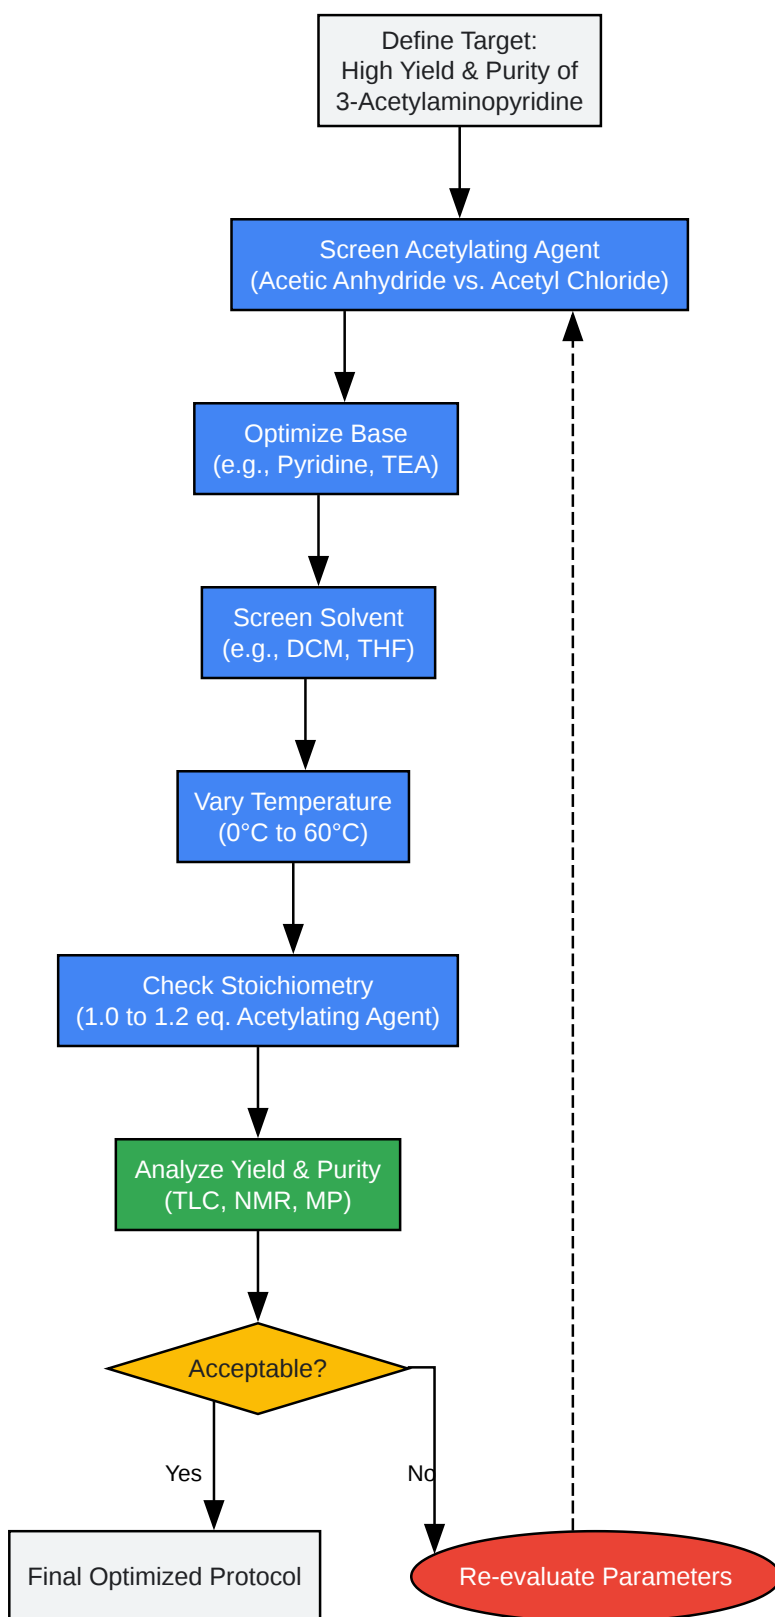 Define Target:
High Yield & Purity of
3-Acetylaminopyridine
Screen Acetylating Agent
(Acetic Anhydride vs. Acetyl Chloride)
Optimize Base
(e.g., Pyridine, TEA)
Screen Solvent
(e.g., DCM, THF)
Vary Temperature
(0°C to 60°C)
Check Stoichiometry
(1.0 to 1.2 eq. Acetylating Agent)
Analyze Yield & Purity
(TLC, NMR, MP)
Acceptable?
Yes
No
Final Optimized Protocol
Re-evaluate Parameters